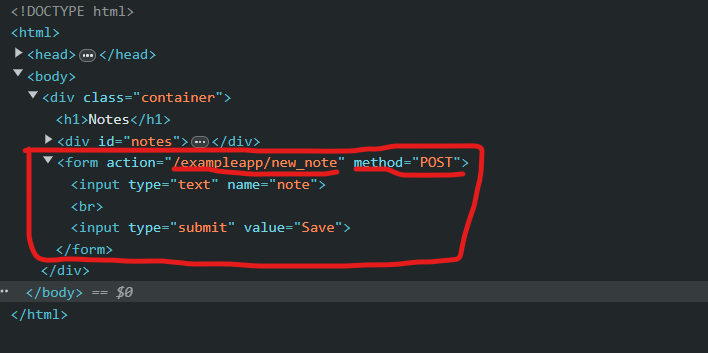 <!DOCTYPE html>
<html>
<head>…</head>
<body>
<div class="container">
<h1>Notes</h1>
<div id="notes">…</div>
<form action="/exampleapp/new_note" method="POST">
<input type="text" name="note">
<br>
<input type="submit" value="Save">
</form>
</div>
</body> == $0
</html>